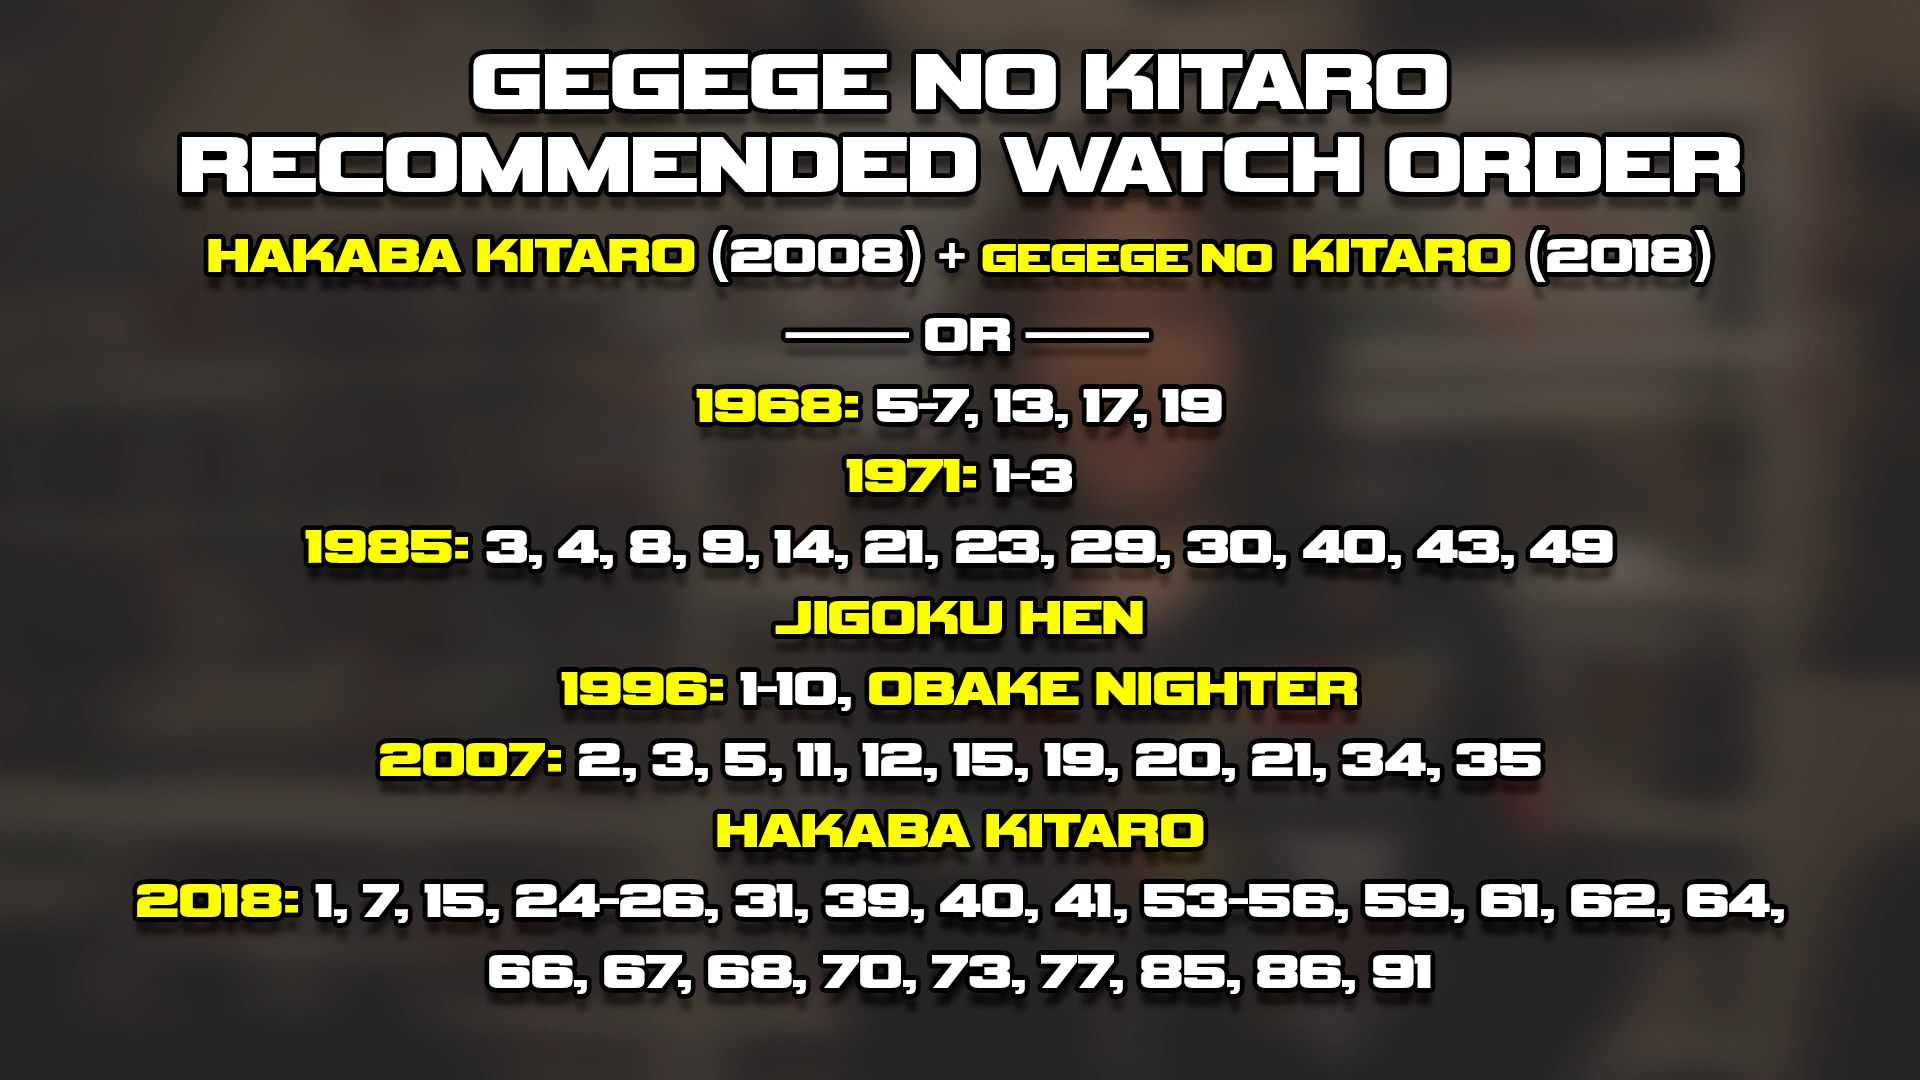 GEGEGE NO KITARO
RECOMMENDED WATCH ORDER
HAKABA KITARO (2008) + GEGEGE NO KITARO (2018)
—— OR ——
1968: 5-7, 13, 17, 19
1971: 1-3
1985: 3, 4, 8, 9, 14, 21, 23, 29, 30, 40, 43, 49
JIGOKU HEN
1996: 1-10, OBAKE NIGHTER
2007: 2, 3, 5, 11, 12, 15, 19, 20, 21, 34, 35
HAKABA KITARO
2018: 1, 7, 15, 24-26, 31, 39, 40, 41, 53-56, 59, 61, 62, 64,
66, 67, 68, 70, 73, 77, 85, 86, 91